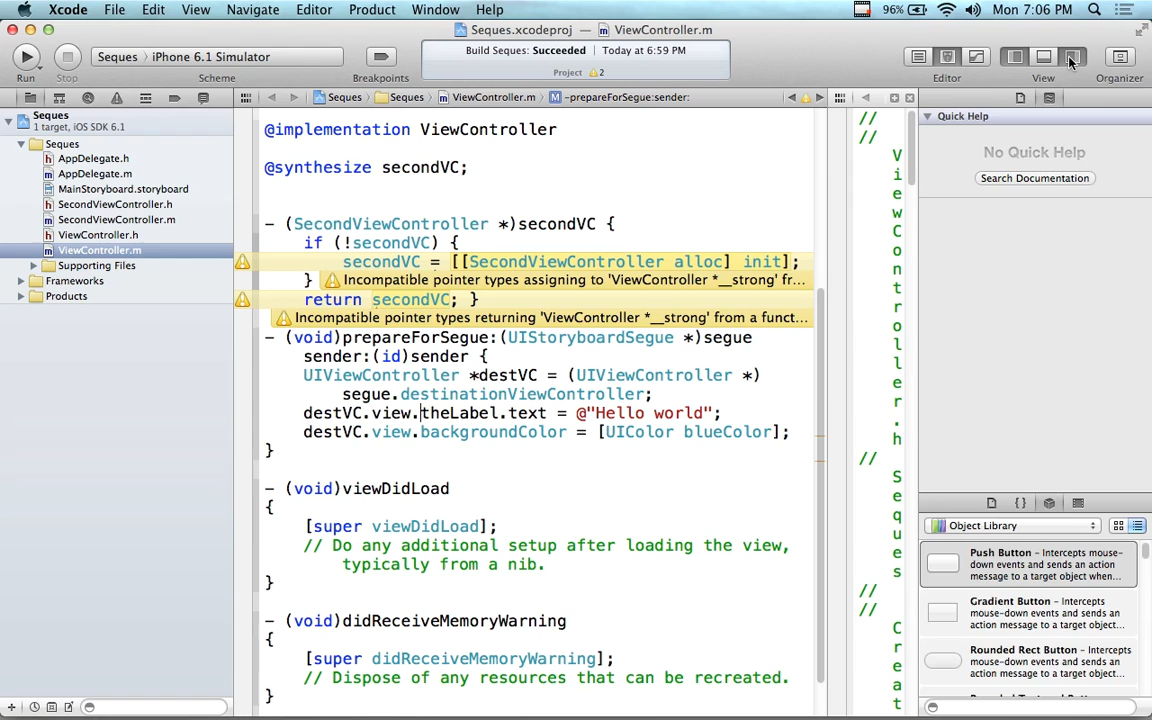 Xcode File Edit View Navigate Editor Product Window Help 96% Mon 7:06 PM
Seques.xcodeproj — ViewController.m
Seques 〉 iPhone 6.1 Simulator
Build Seques: Succeeded | Today at 6:59 PM
Project 2
Run Stop Scheme Breakpoints Editor View Organizer
Seques 〉 Seques 〉 ViewController.m 〉 M -prepareForSegue:sender:
Seques
1 target, iOS SDK 6.1
Seques
h AppDelegate.h
m AppDelegate.m
MainStoryboard.storyboard
h SecondViewController.h
m SecondViewController.m
h ViewController.h
m ViewController.m
Supporting Files
Frameworks
Products
@implementation ViewController
@synthesize secondVC;
- (SecondViewController *)secondVC {
if (!secondVC) {
secondVC = [[SecondViewController alloc] init];
} Incompatible pointer types assigning to 'ViewController *__strong' fr...
return secondVC; }
Incompatible pointer types returning 'ViewController *__strong' from a funct...
- (void)prepareForSegue:(UIStoryboardSegue *)segue
sender:(id)sender {
UIViewController *destVC = (UIViewController *)
segue.destinationViewController;
destVC.view.theLabel.text = @"Hello world";
destVC.view.backgroundColor = [UIColor blueColor];
}
- (void)viewDidLoad
{
[super viewDidLoad];
// Do any additional setup after loading the view,
typically from a nib.
}
- (void)didReceiveMemoryWarning
{
[super didReceiveMemoryWarning];
// Dispose of any resources that can be recreated.
}
//
//
V
i
e
w
C
o
n
t
r
o
l
l
e
r
.
h
//
S
e
q
u
e
s
//
//
C
r
e
a
t
Quick Help
No Quick Help
Search Documentation
{}
Object Library
Push Button – Intercepts mouse-
down events and sends an action
message to a target object when...
Gradient Button – Intercepts
mouse-down events and sends an
action message to a target object...
Rounded Rect Button – Intercepts
mouse-down events and sends an
action message to a target object...